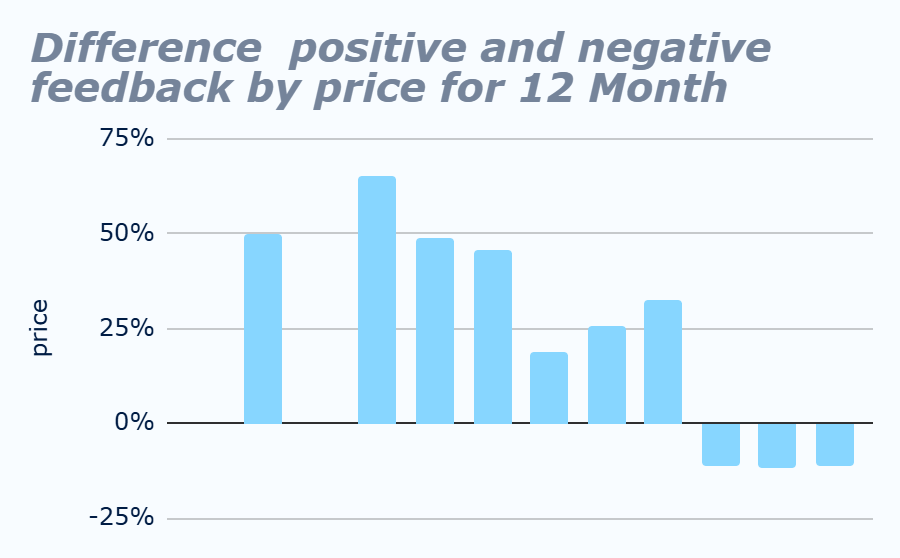 Difference  positive and negative
feedback by price for 12 Month
75%
50%
25%
0%
-25%
price